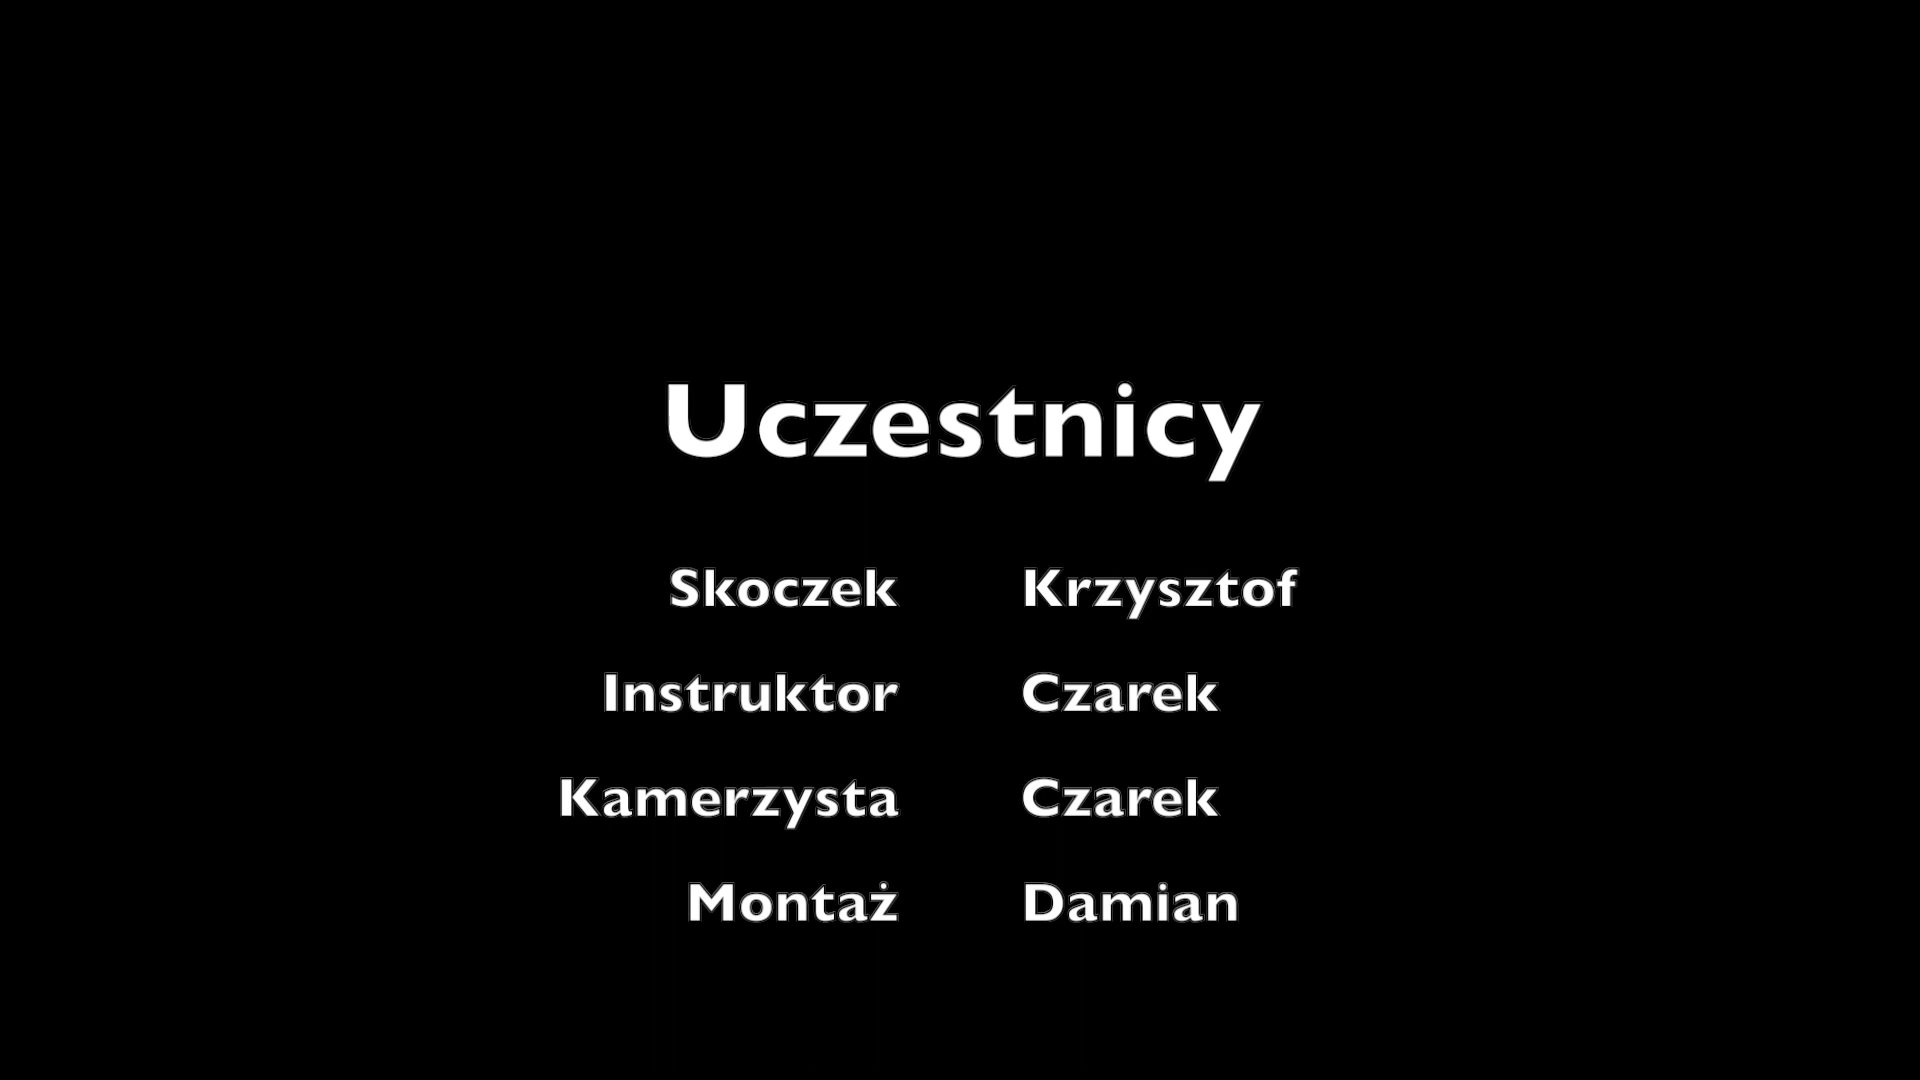 Uczestnicy
Skoczek Krzysztof
Instruktor Czarek
Kamerzysta Czarek
Montaż Damian